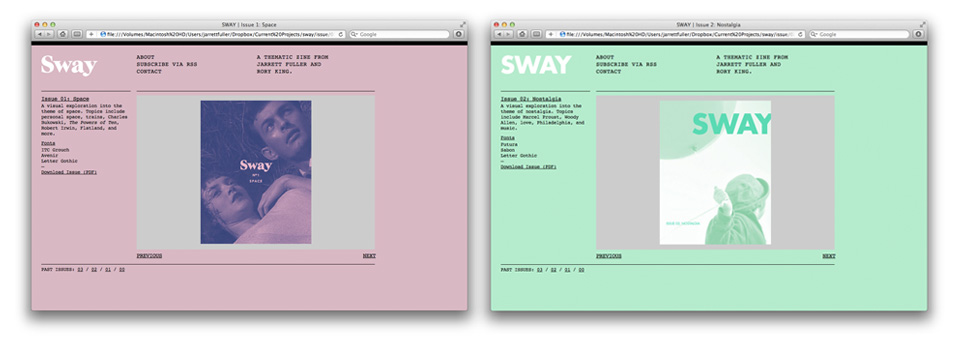 SWAY | Issue 1: Space
file:///Volumes/Macintosh%20HD/Users/jarrettfuller/Dropbox/Current%20Projects/sway/issue/
Google
Sway
ABOUT
SUBSCRIBE VIA RSS
CONTACT
A THEMATIC ZINE FROM
JARRETT FULLER AND
RORY KING.
Issue 01: Space
A visual exploration into the
theme of space. Topics include
personal space, trains, Charles
Bukowski, The Powers of Ten,
Robert Irwin, Flatland, and
more.
Fonts
ITC Grouch
Avenir
Letter Gothic
—
Download Issue (PDF)
Sway
Nº1
SPACE
PREVIOUS
NEXT
PAST ISSUES: 03 / 02 / 01 / 00
SWAY | Issue 2: Nostalgia
file:///Volumes/Macintosh%20HD/Users/jarrettfuller/Dropbox/Current%20Projects/sway/issue/
Google
SWAY
ABOUT
SUBSCRIBE VIA RSS
CONTACT
A THEMATIC ZINE FROM
JARRETT FULLER AND
RORY KING.
Issue 02: Nostalgia
A visual exploration into the
theme of nostalgia. Topics
include Marcel Proust, Woody
Allen, love, Philadelphia, and
music.
Fonts
Futura
Sabon
Letter Gothic
—
Download Issue (PDF)
SWAY
PREVIOUS
NEXT
PAST ISSUES: 03 / 02 / 01 / 00